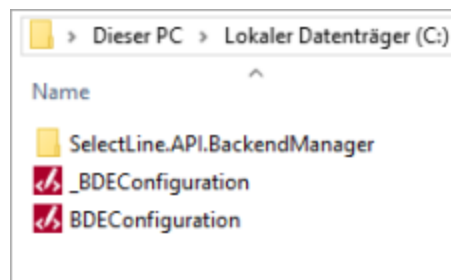 Dieser PC > Lokaler Datenträger (C:)
Name
SelectLine.API.BackendManager
_BDEConfiguration
BDEConfiguration